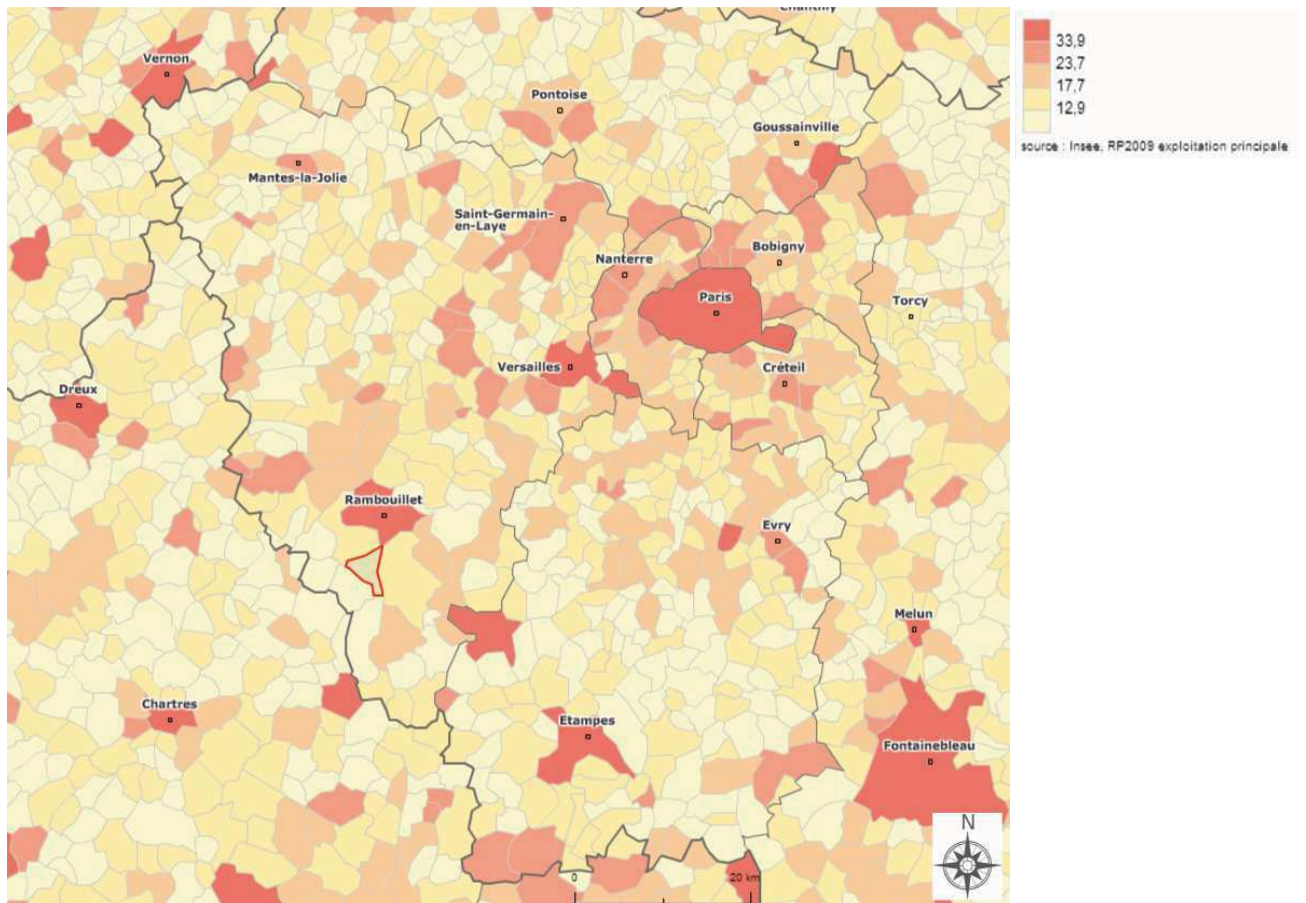 Chantilly
Vernon
Pontoise
Goussainville
Mantes-la-Jolie
Saint-Germain-
en-Laye
Nanterre
Bobigny
Paris
Torcy
Versailles
Créteil
Dreux
Rambouillet
Evry
Melun
Chartres
Etampes
Fontainebleau
N
0
20 km
33,9
23,7
17,7
12,9
source : Insee, RP2009 exploitation principale